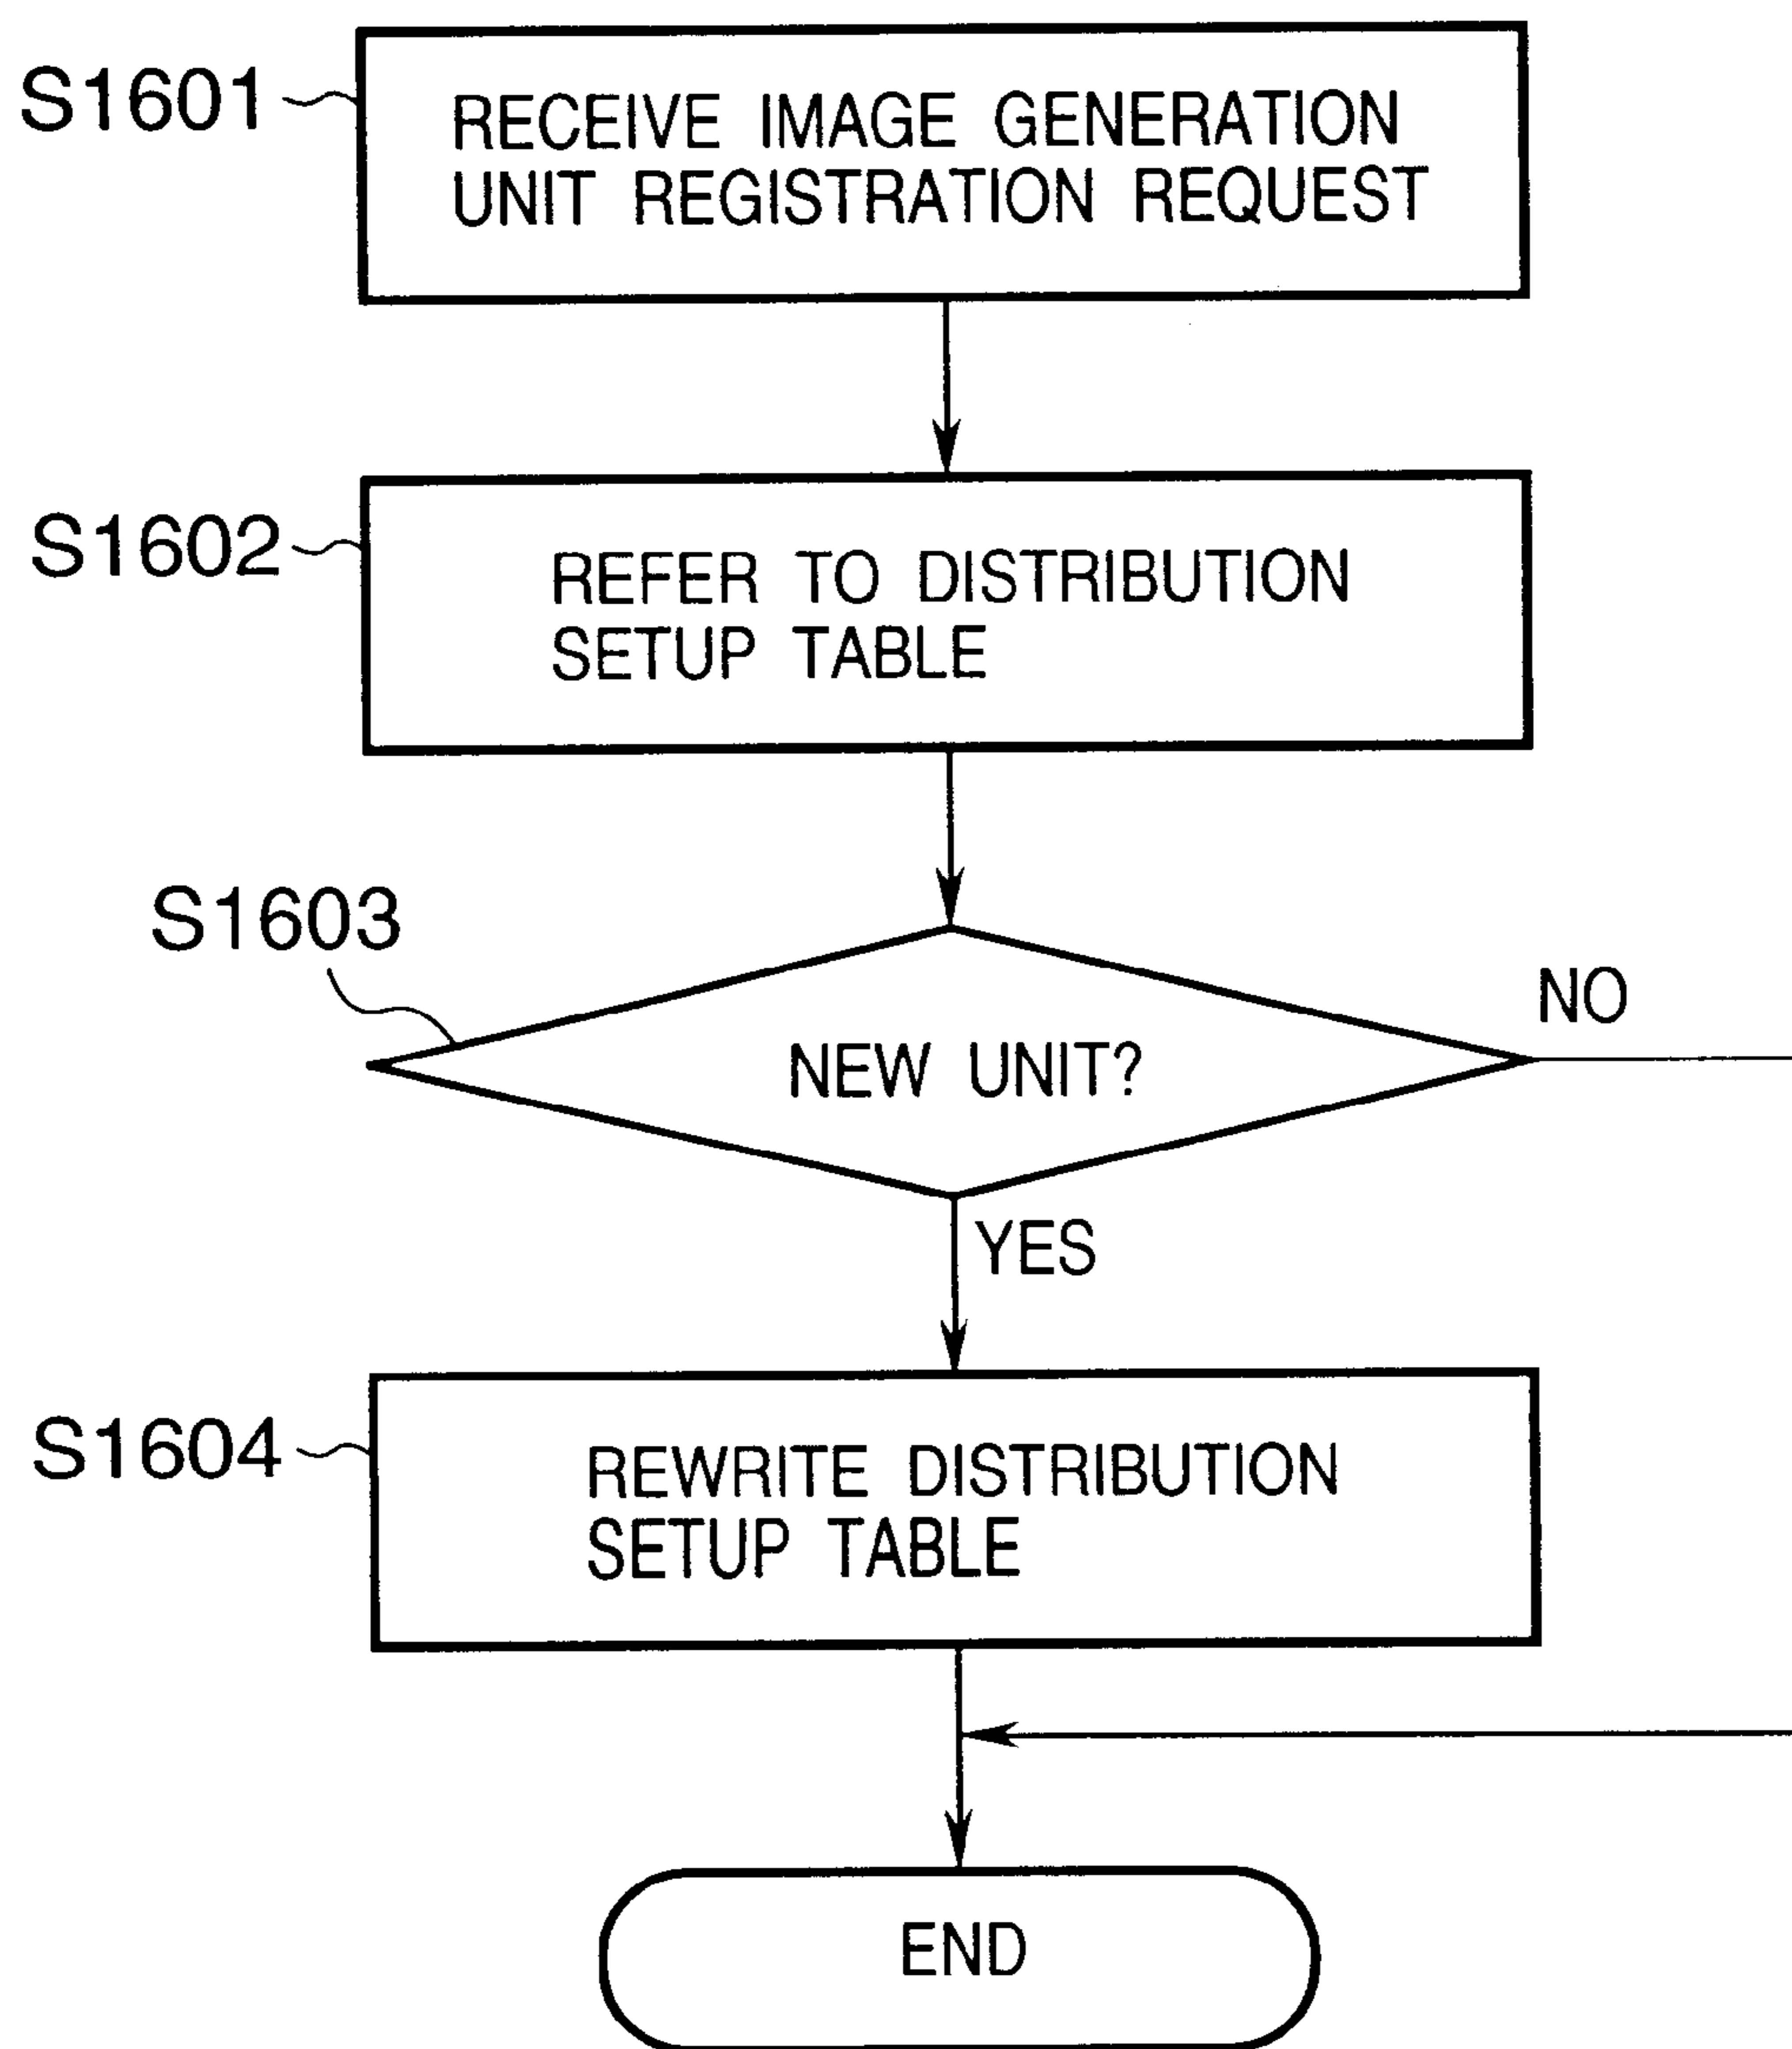 S1601
RECEIVE IMAGE GENERATION
UNIT REGISTRATION REQUEST
S1602
REFER TO DISTRIBUTION
SETUP TABLE
S1603
NO
NEW UNIT?
YES
S1604
REWRITE DISTRIBUTION
SETUP TABLE
END